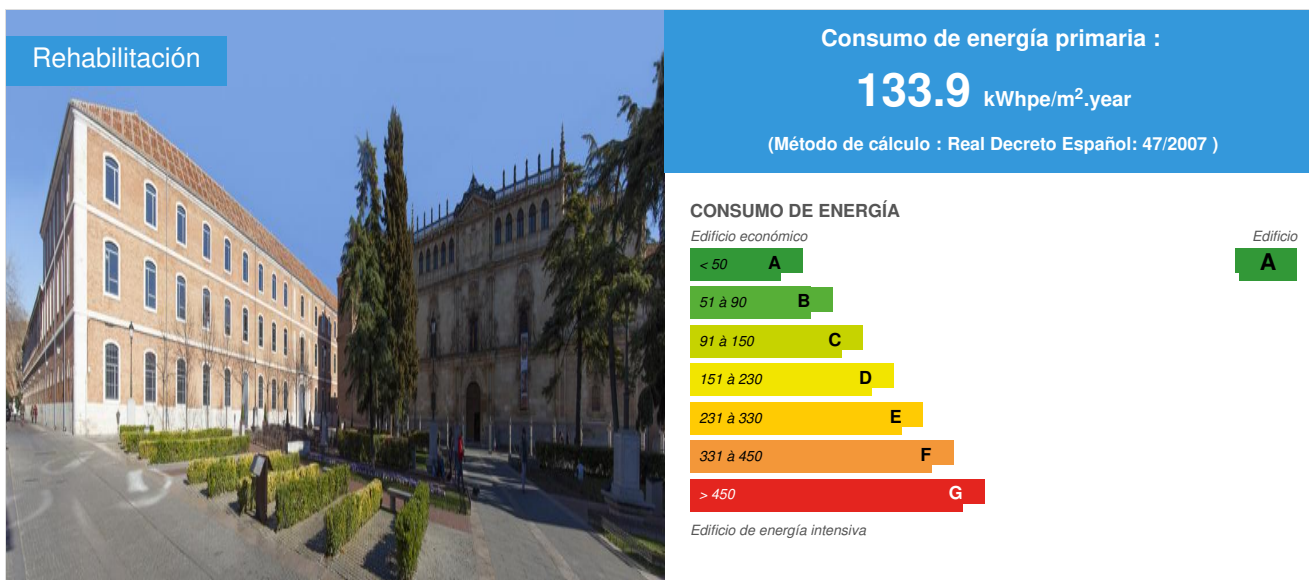 Rehabilitación
Consumo de energía primaria :
133.9 kWhpe/m².year
(Método de cálculo : Real Decreto Español: 47/2007 )
CONSUMO DE ENERGÍA
Edificio económico
Edificio
< 50 A
A
51 à 90 B
91 à 150 C
151 à 230 D
231 à 330 E
331 à 450 F
> 450 G
Edificio de energía intensiva